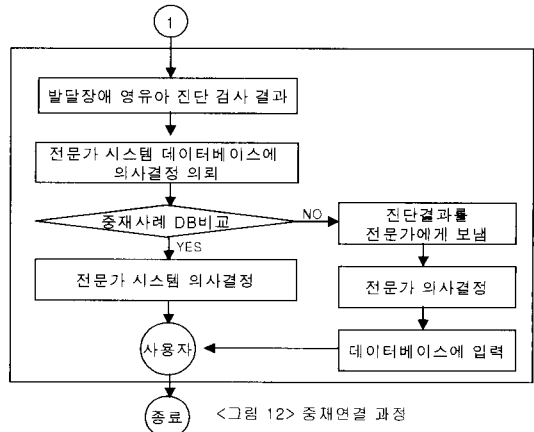 1
발달장애 영유아 진단 검사 결과
전문가 시스템 데이터베이스에
의사결정 의뢰
중재사례 DB비교
NO
YES
진단결과를
전문가에게 보냄
전문가 시스템 의사결정
전문가 의사결정
사용자
데이터베이스에 입력
종료
<그림 12> 중재연결 과정